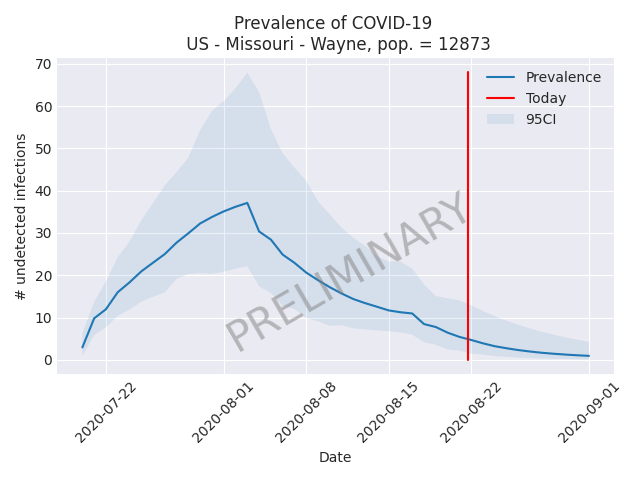 Prevalence of COVID-19
US - Missouri - Wayne, pop. = 12873
70
60
50
40
30
20
10
0
# undetected infections
Prevalence
Today
95CI
PRELIMINARY
2020-07-22
2020-08-01
2020-08-08
2020-08-15
2020-08-22
2020-09-01
Date